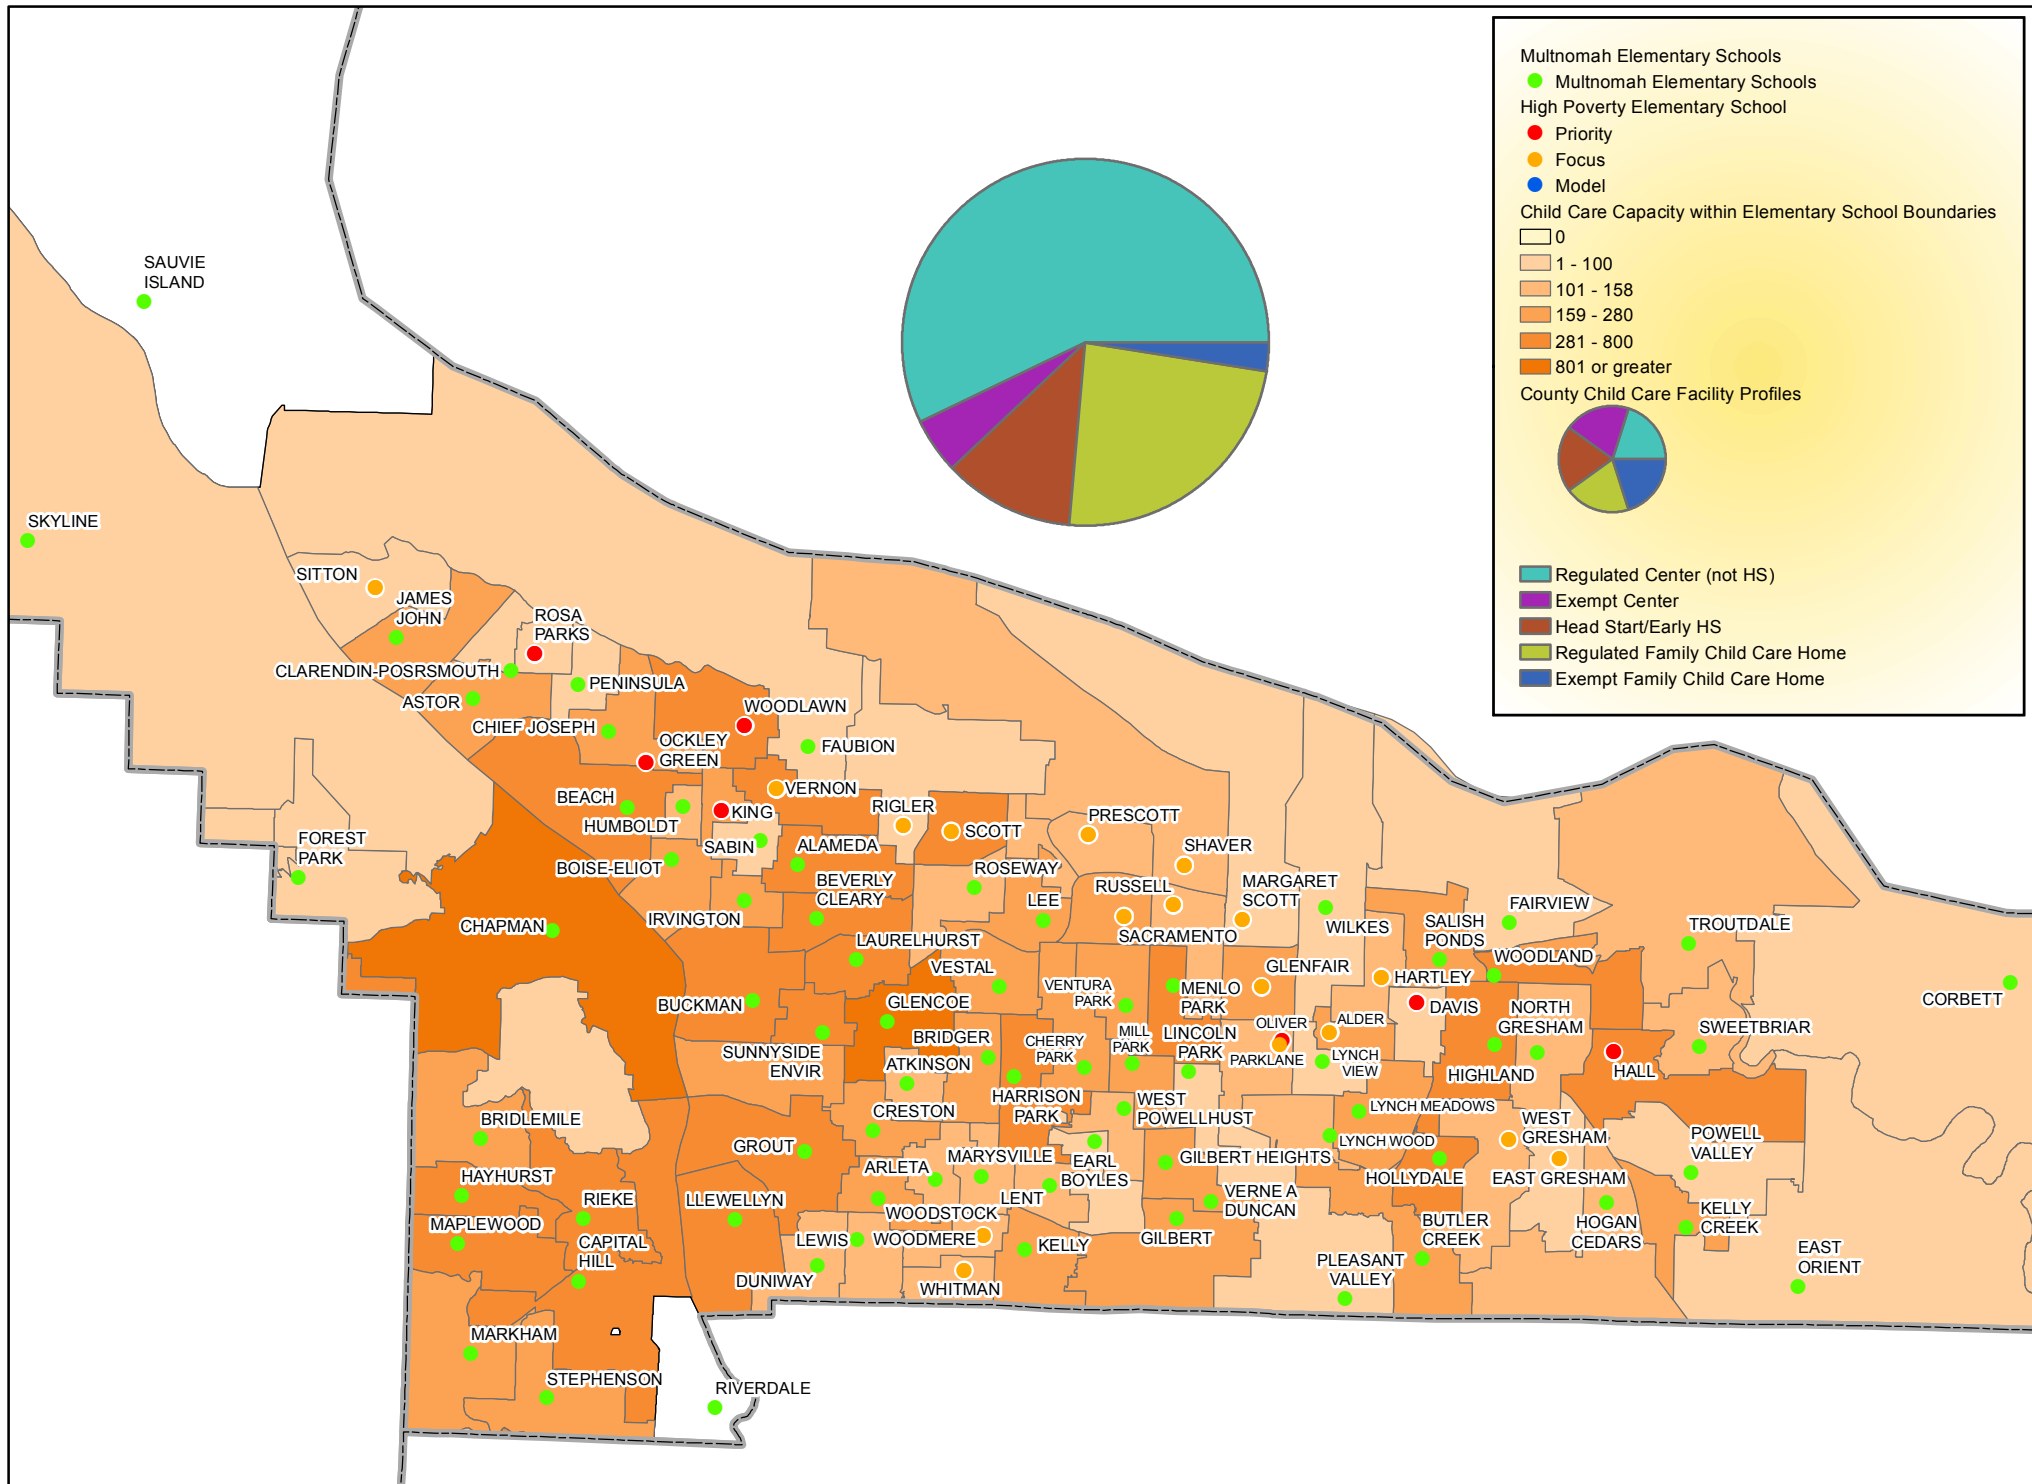 Multnomah Elementary Schools
Multnomah Elementary Schools
High Poverty Elementary School
Priority
Focus
Model
Child Care Capacity within Elementary School Boundaries
0
1 - 100
101 - 158
159 - 280
281 - 800
801 or greater
County Child Care Facility Profiles
Regulated Center (not HS)
Exempt Center
Head Start/Early HS
Regulated Family Child Care Home
Exempt Family Child Care Home
SAUVIE
ISLAND
SKYLINE
SITTON
JAMES
JOHN
ROSA
PARKS
CLARENDIN-POSRSMOUTH
PENINSULA
ASTOR
CHIEF JOSEPH
WOODLAWN
OCKLEY
GREEN
FAUBION
BEACH
HUMBOLDT
KING
VERNON
RIGLER
SCOTT
PRESCOTT
SHAVER
FOREST
PARK
BOISE-ELIOT
SABIN
ALAMEDA
BEVERLY
CLEARY
ROSEWAY
RUSSELL
MARGARET
SCOTT
CHAPMAN
IRVINGTON
LEE
SACRAMENTO
WILKES
SALISH
PONDS
FAIRVIEW
TROUTDALE
LAURELHURST
VESTAL
GLENFAIR
WOODLAND
HARTLEY
CORBETT
BUCKMAN
GLENCOE
VENTURA
PARK
MENLO
PARK
DAVIS
NORTH
GRESHAM
SUNNYSIDE
ENVIR
BRIDGER
CHERRY
PARK
MILL
PARK
LINCOLN
PARK
OLIVER
PARKLANE
ALDER
LYNCH
VIEW
SWEETBRIAR
ATKINSON
HIGHLAND
HALL
BRIDLEMILE
CRESTON
HARRISON
PARK
WEST
POWELLHUST
LYNCH MEADOWS
WEST
GRESHAM
GROUT
LYNCH WOOD
POWELL
VALLEY
ARLETA
MARYSVILLE
EARL
BOYLES
GILBERT HEIGHTS
HOLLYDALE
EAST GRESHAM
HAYHURST
RIEKE
LLEWELLYN
LENT
VERNE A
DUNCAN
MAPLEWOOD
CAPITAL
HILL
WOODSTOCK
LEWIS
WOODMERE
KELLY
GILBERT
BUTLER
CREEK
HOGAN
CEDARS
KELLY
CREEK
DUNIWAY
WHITMAN
PLEASANT
VALLEY
EAST
ORIENT
MARKHAM
STEPHENSON
RIVERDALE